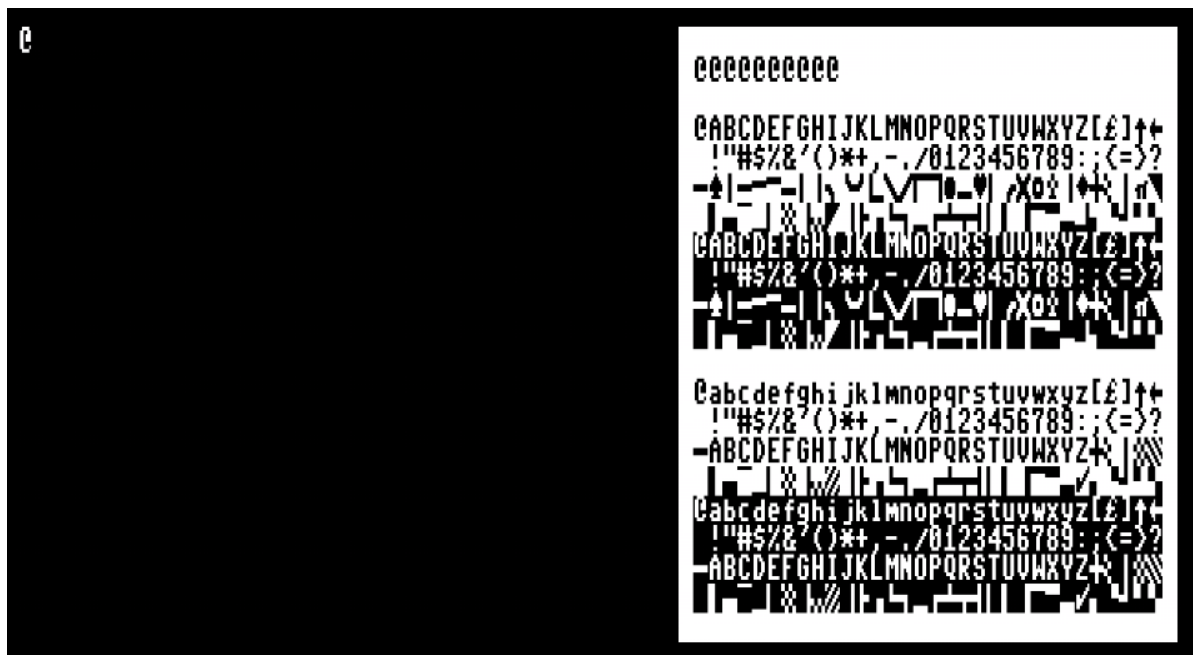 @
@@@@@@@@@@
@ABCDEFGHIJKLMNOPQRSTUVWXYZ[£]↑←
!"#$%&'()*+,-./0123456789:;<=>?
@ABCDEFGHIJKLMNOPQRSTUVWXYZ[£]↑←
!"#$%&'()*+,-./0123456789:;<=>?
@abcdefghijklmnopqrstuvwxyz[£]↑←
!"#$%&'()*+,-./0123456789:;<=>?
ABCDEFGHIJKLMNOPQRSTUVWXYZ
@abcdefghijklmnopqrstuvwxyz[£]↑←
!"#$%&'()*+,-./0123456789:;<=>?
ABCDEFGHIJKLMNOPQRSTUVWXYZ